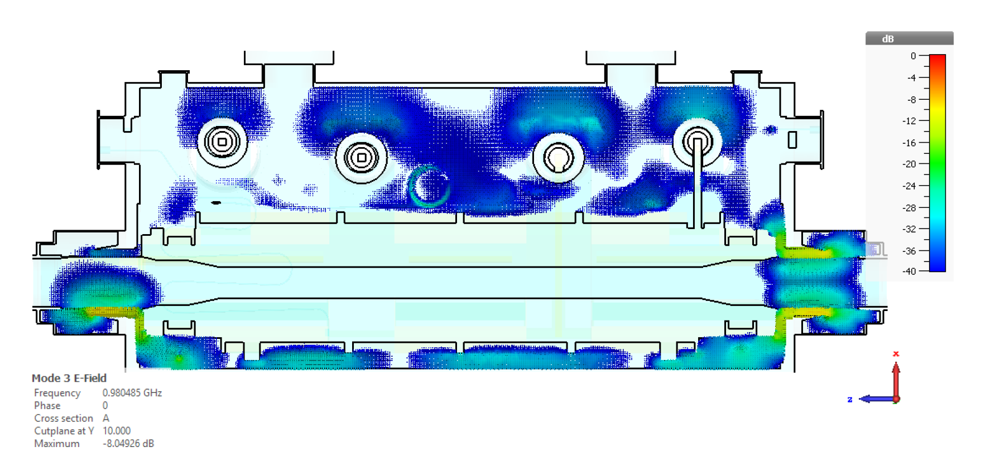 dB
0
-4
-8
-12
-16
-20
-24
-28
-32
-36
-40
x
z
Mode 3 E-Field
Frequency 0.980485 GHz
Phase 0
Cross section A
Cutplane at Y 10.000
Maximum -8.04926 dB